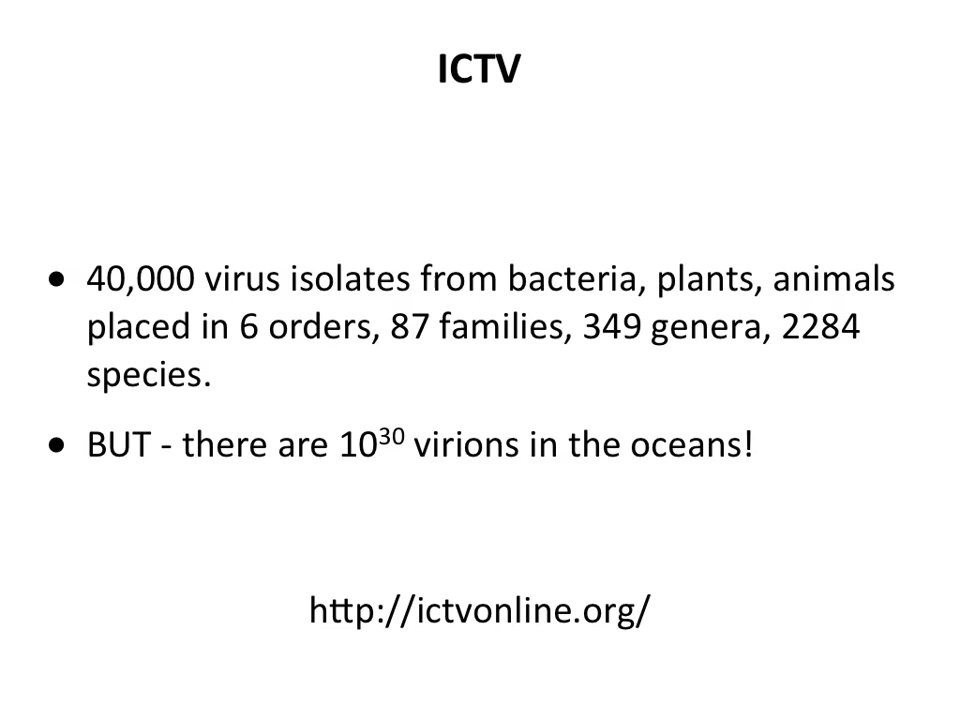 ICTV
● 40,000 virus isolates from bacteria, plants, animals
placed in 6 orders, 87 families, 349 genera, 2284
species.
● BUT - there are 10³⁰ virions in the oceans!
http://ictvonline.org/